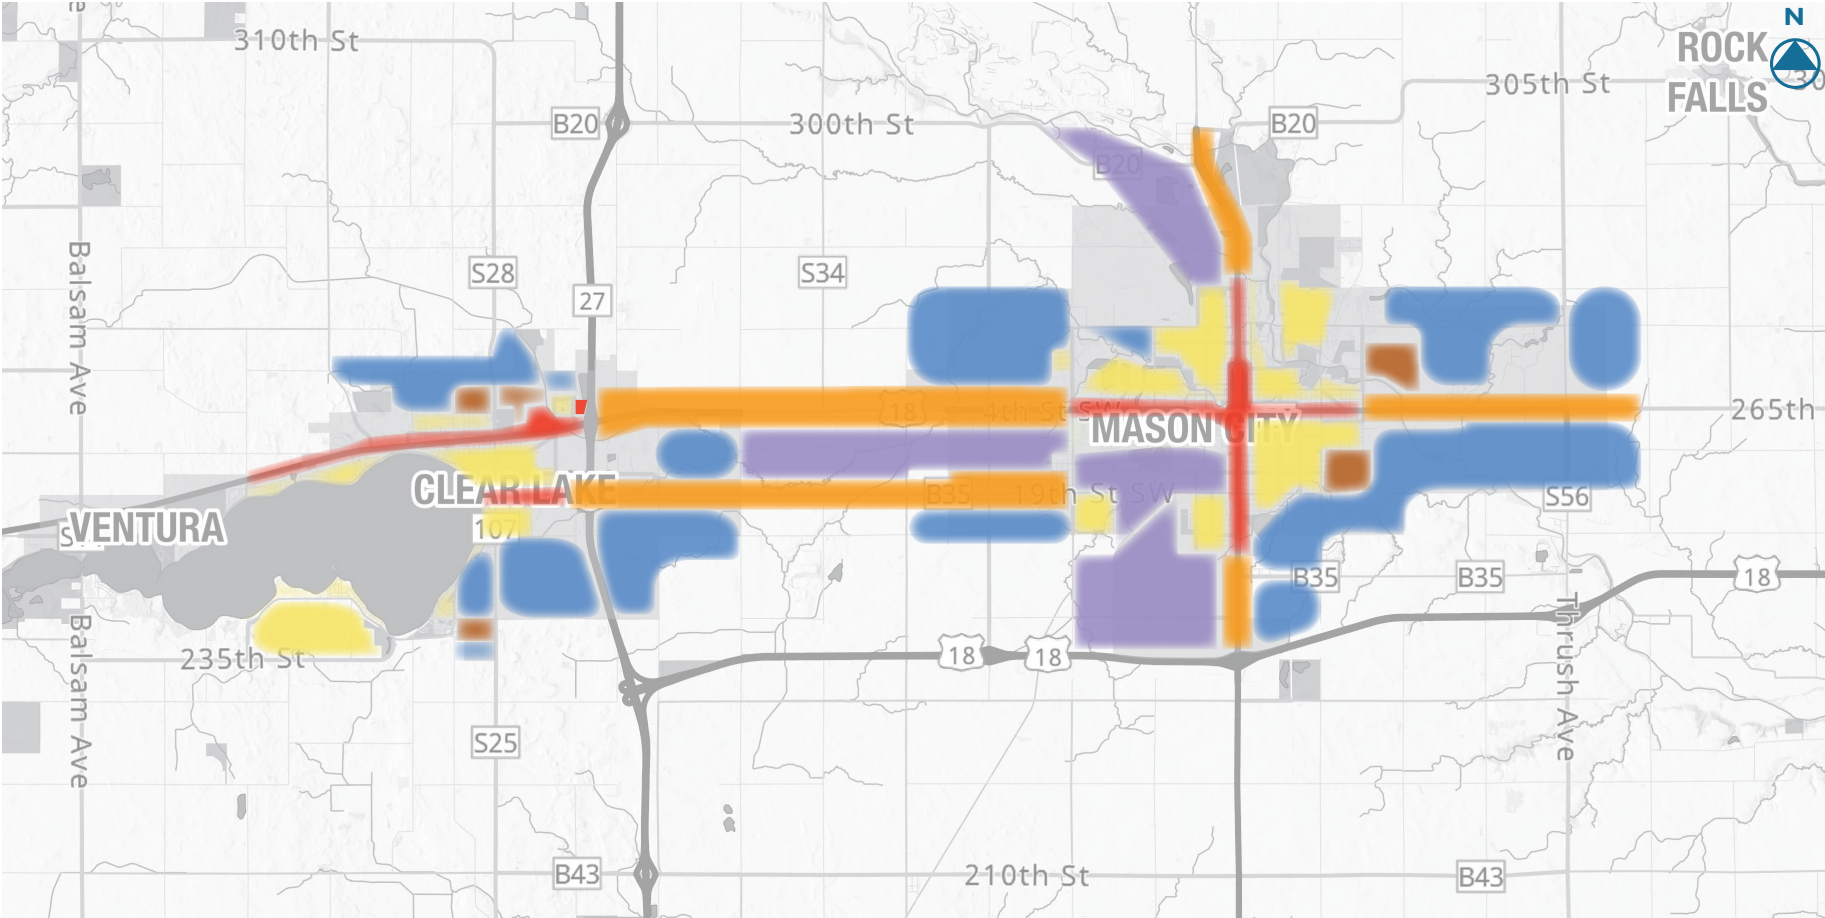 N
310th St
ROCK
FALLS
305th St
B20
300th St
B20
B20
Balsam Ave
S28
S34
27
18
4th St SW
265th
MASON CITY
CLEAR LAKE
B35
19th St SW
S56
VENTURA
107
B35
B35
18
Thrush Ave
Balsam Ave
235th St
18
18
S25
B43
210th St
B43